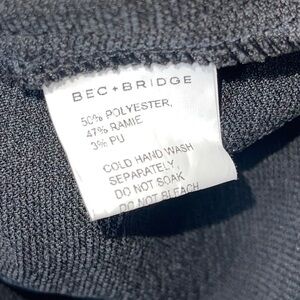 BEC+BRIDGE
50% POLYESTER,
47% RAMIE
3% PU
COLD HAND WASH
SEPARATELY,
DO NOT SOAK
DO NOT BLEACH